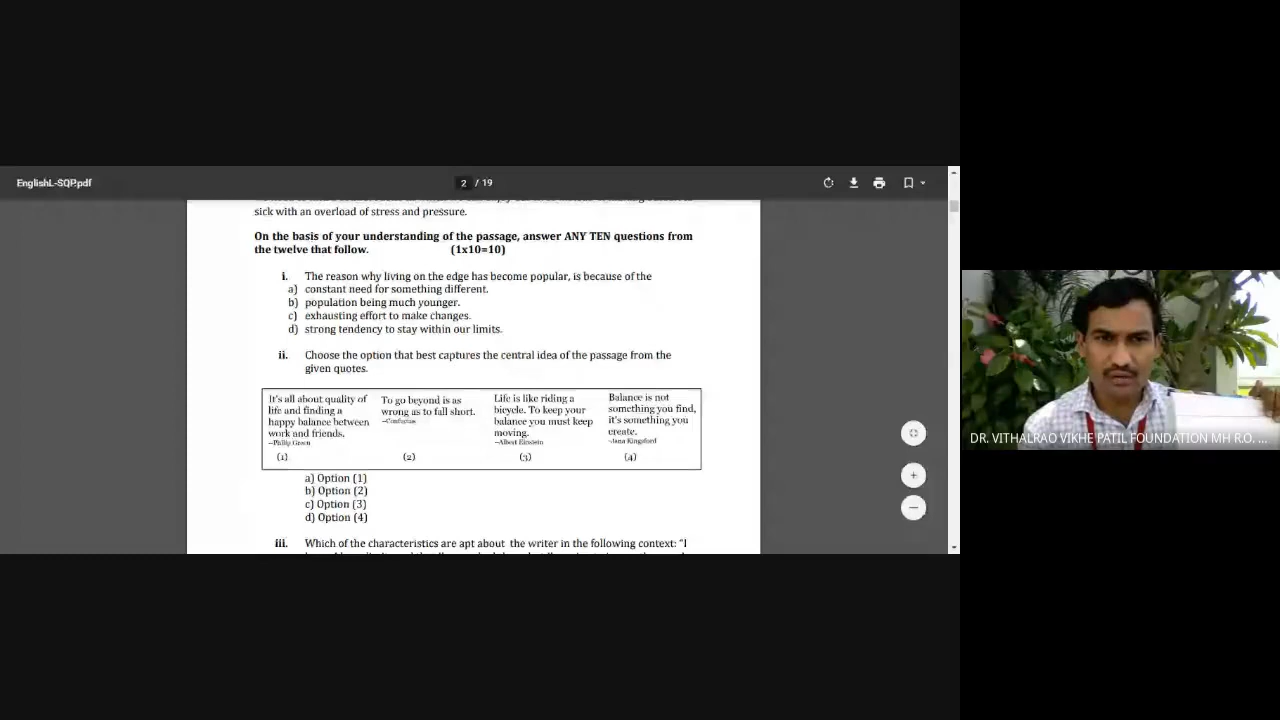 EnglishL-SQP.pdf
2 / 19
sick with an overload of stress and pressure.
On the basis of your understanding of the passage, answer ANY TEN questions from
the twelve that follow. (1x10=10)
i. The reason why living on the edge has become popular, is because of the
a) constant need for something different.
b) population being much younger.
c) exhausting effort to make changes.
d) strong tendency to stay within our limits.
ii. Choose the option that best captures the central idea of the passage from the
given quotes.
It's all about quality of
life and finding a
happy balance between
work and friends.
–Philip Green
(1)
To go beyond is as
wrong as to fall short.
–Confucius
(2)
Life is like riding a
bicycle. To keep your
balance you must keep
moving.
–Albert Einstein
(3)
Balance is not
something you find,
it's something you
create.
–Jana Kingsford
(4)
a) Option (1)
b) Option (2)
c) Option (3)
d) Option (4)
iii. Which of the characteristics are apt about the writer in the following context: "I
DR. VITHALRAO VIKHE PATIL FOUNDATION MH R.O. ...